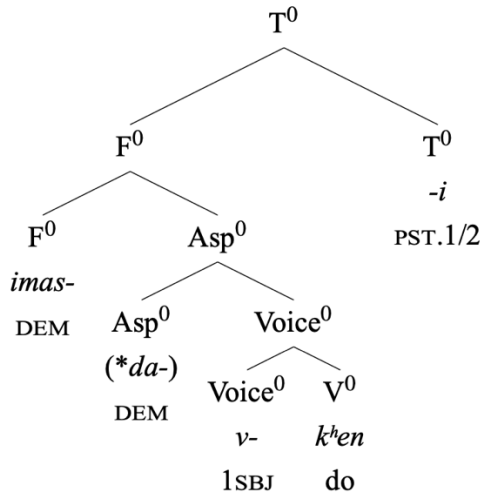 T⁰
F⁰ T⁰
-i
F⁰ Asp⁰ PST.1/2
imas-
DEM Asp⁰ Voice⁰
(*da-)
DEM Voice⁰ V⁰
v- kʰen
1SBJ do